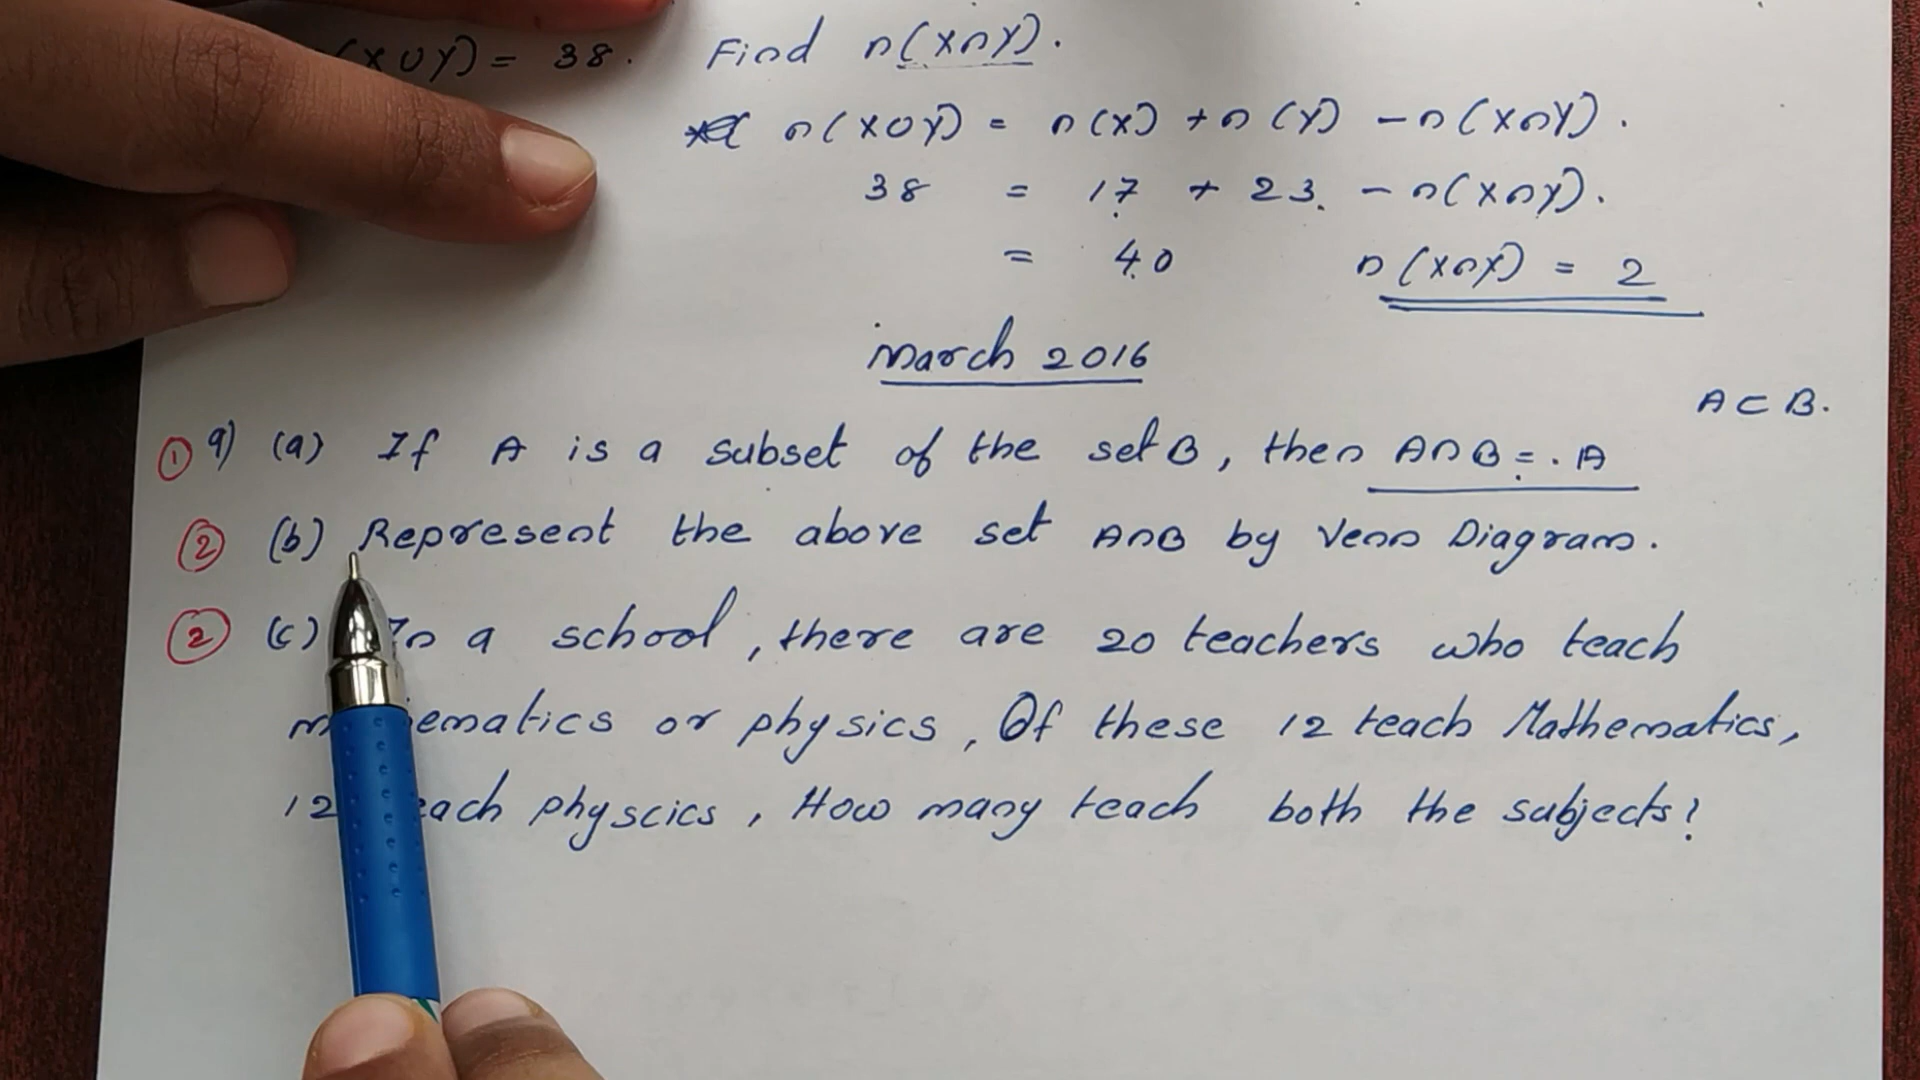 (X∪Y) = 38. Find n(X∩Y).
n(X∪Y) = n(X) + n(Y) - n(X∩Y).
38 = 17 + 23. - n(X∩Y).
= 40 n(X∩Y) = 2
March 2016
A⊂B.
① 9) (a) If A is a subset of the set B, then A∩B = . A
② (b) Represent the above set A∩B by Venn Diagram.
② (c) In a school, there are 20 teachers who teach
or physics, Of these 12 teach Mathematics,
12 physcics, How many teach both the subjects?